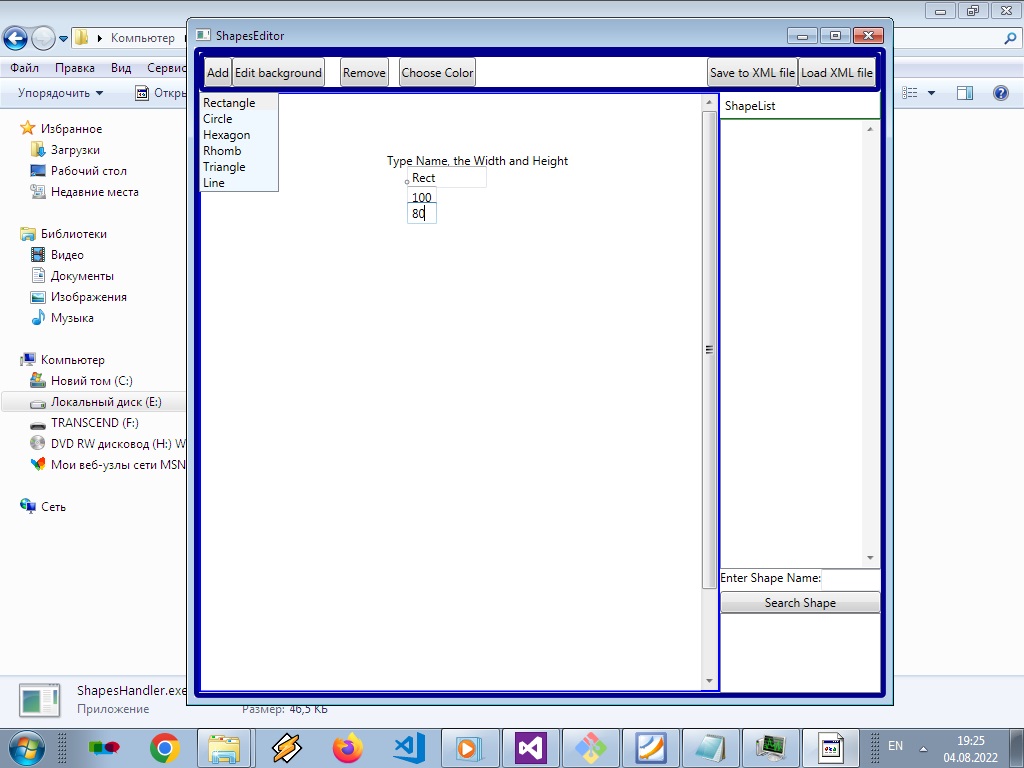 ShapesEditor
Компьютер
Файл Правка Вид Сервис
Упорядочить
Add Edit background Remove Choose Color Save to XML file Load XML file
Rectangle
Circle
Hexagon
Rhomb
Triangle
Line
Type Name, the Width and Height
Rect
100
80
ShapeList
Enter Shape Name:
Search Shape
Избранное
Загрузки
Рабочий стол
Недавние места
Библиотеки
Видео
Документы
Изображения
Музыка
Компьютер
Новий том (C:)
Локальный диск (E:)
TRANSCEND (F:)
DVD RW дисковод (H:) W
Мои веб-узлы сети MSN
Сеть
ShapesHandler.exe
Приложение
Размер: 46,5 КБ
EN
19:25
04.08.2022